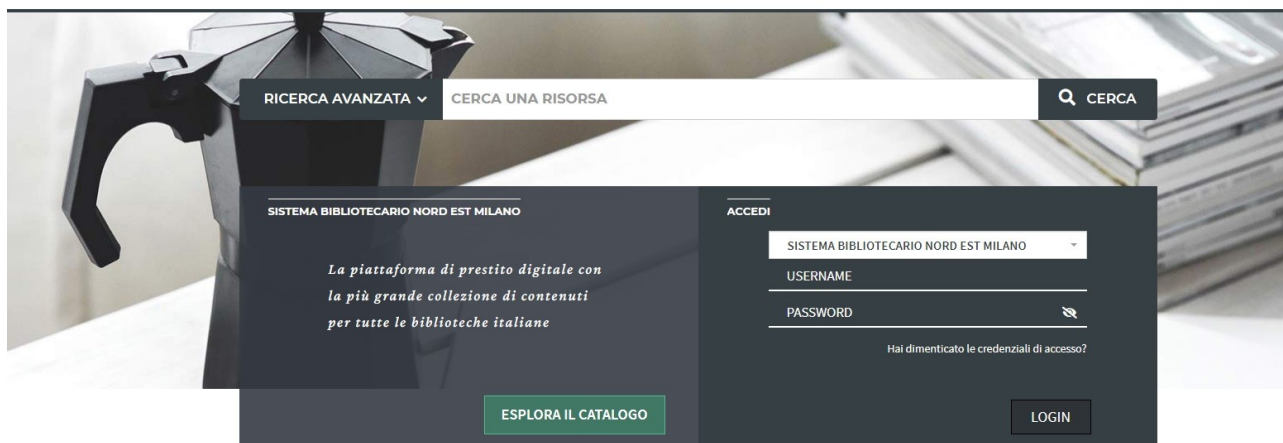 RICERCA AVANZATA
CERCA UNA RISORSA
CERCA
SISTEMA BIBLIOTECARIO NORD EST MILANO
La piattaforma di prestito digitale con
la più grande collezione di contenuti
per tutte le biblioteche italiane
ESPLORA IL CATALOGO
ACCEDI
SISTEMA BIBLIOTECARIO NORD EST MILANO
USERNAME
PASSWORD
Hai dimenticato le credenziali di accesso?
LOGIN